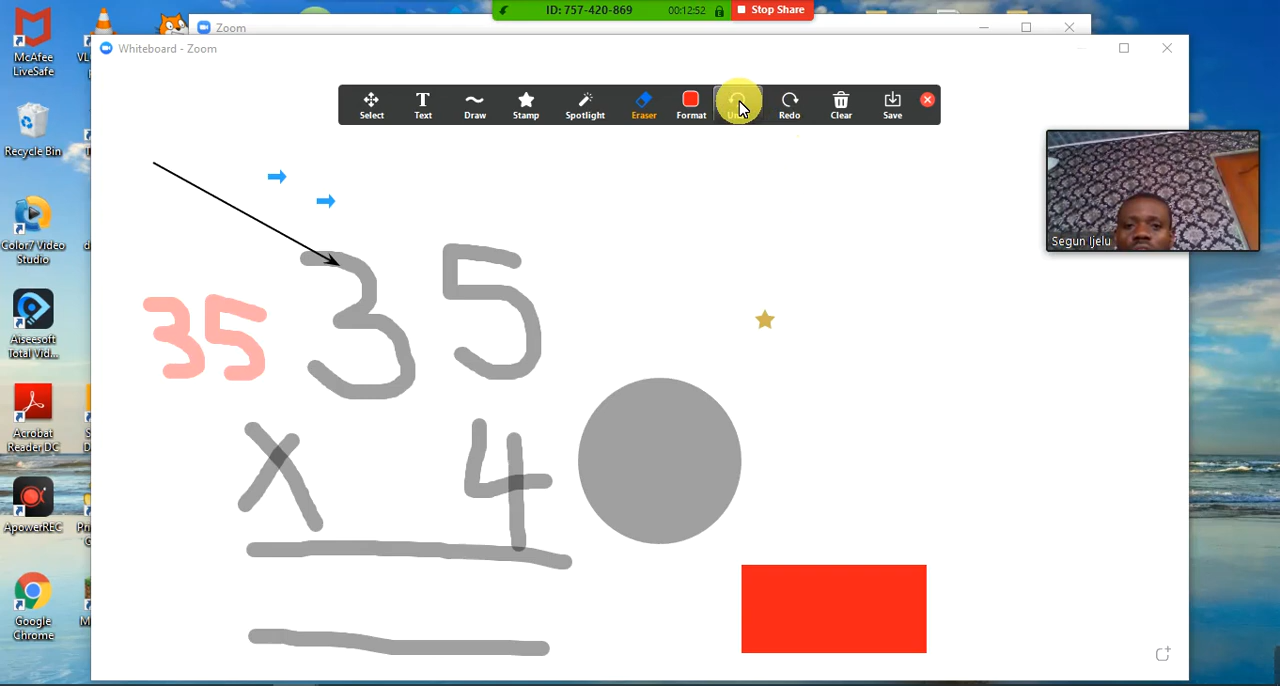 ID: 757-420-869 00:12:52 Stop Share
Zoom
Whiteboard - Zoom
McAfee LiveSafe
VL
Select Text Draw Stamp Spotlight Eraser Format Redo Clear Save
Recycle Bin
Segun Ijelu
Color7 Video Studio
35
35
x 4
Aiseesoft Total Vid...
Acrobat Reader DC
ApowerREC
Google Chrome